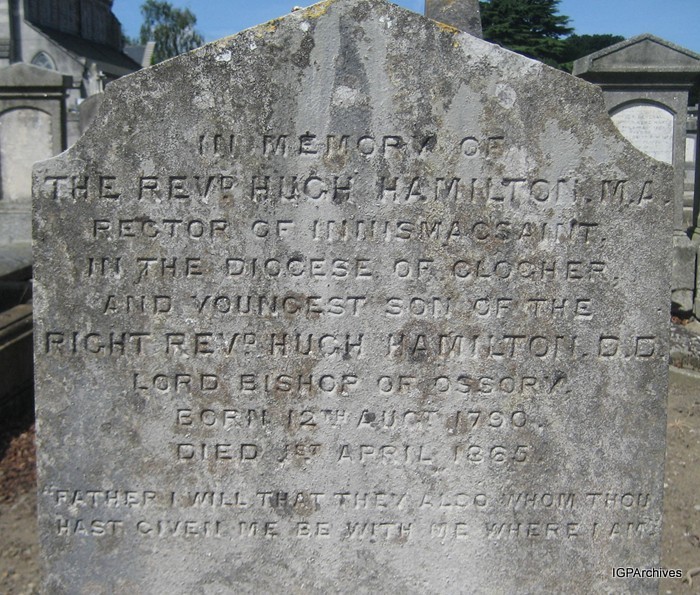 IN MEMORY OF
THE REVD. HUGH HAMILTON. M.A.
RECTOR OF INNISMACSAINT,
IN THE DIOCESE OF CLOGHER,
AND YOUNGEST SON OF THE
RIGHT REVD. HUGH HAMILTON. D.D.
LORD BISHOP OF OSSORY.
BORN 12TH AUGT 1790.
DIED 1ST APRIL 1865
"FATHER I WILL THAT THEY ALSO WHOM THOU
HAST GIVEN ME BE WITH ME WHERE I AM."
IGPArchives